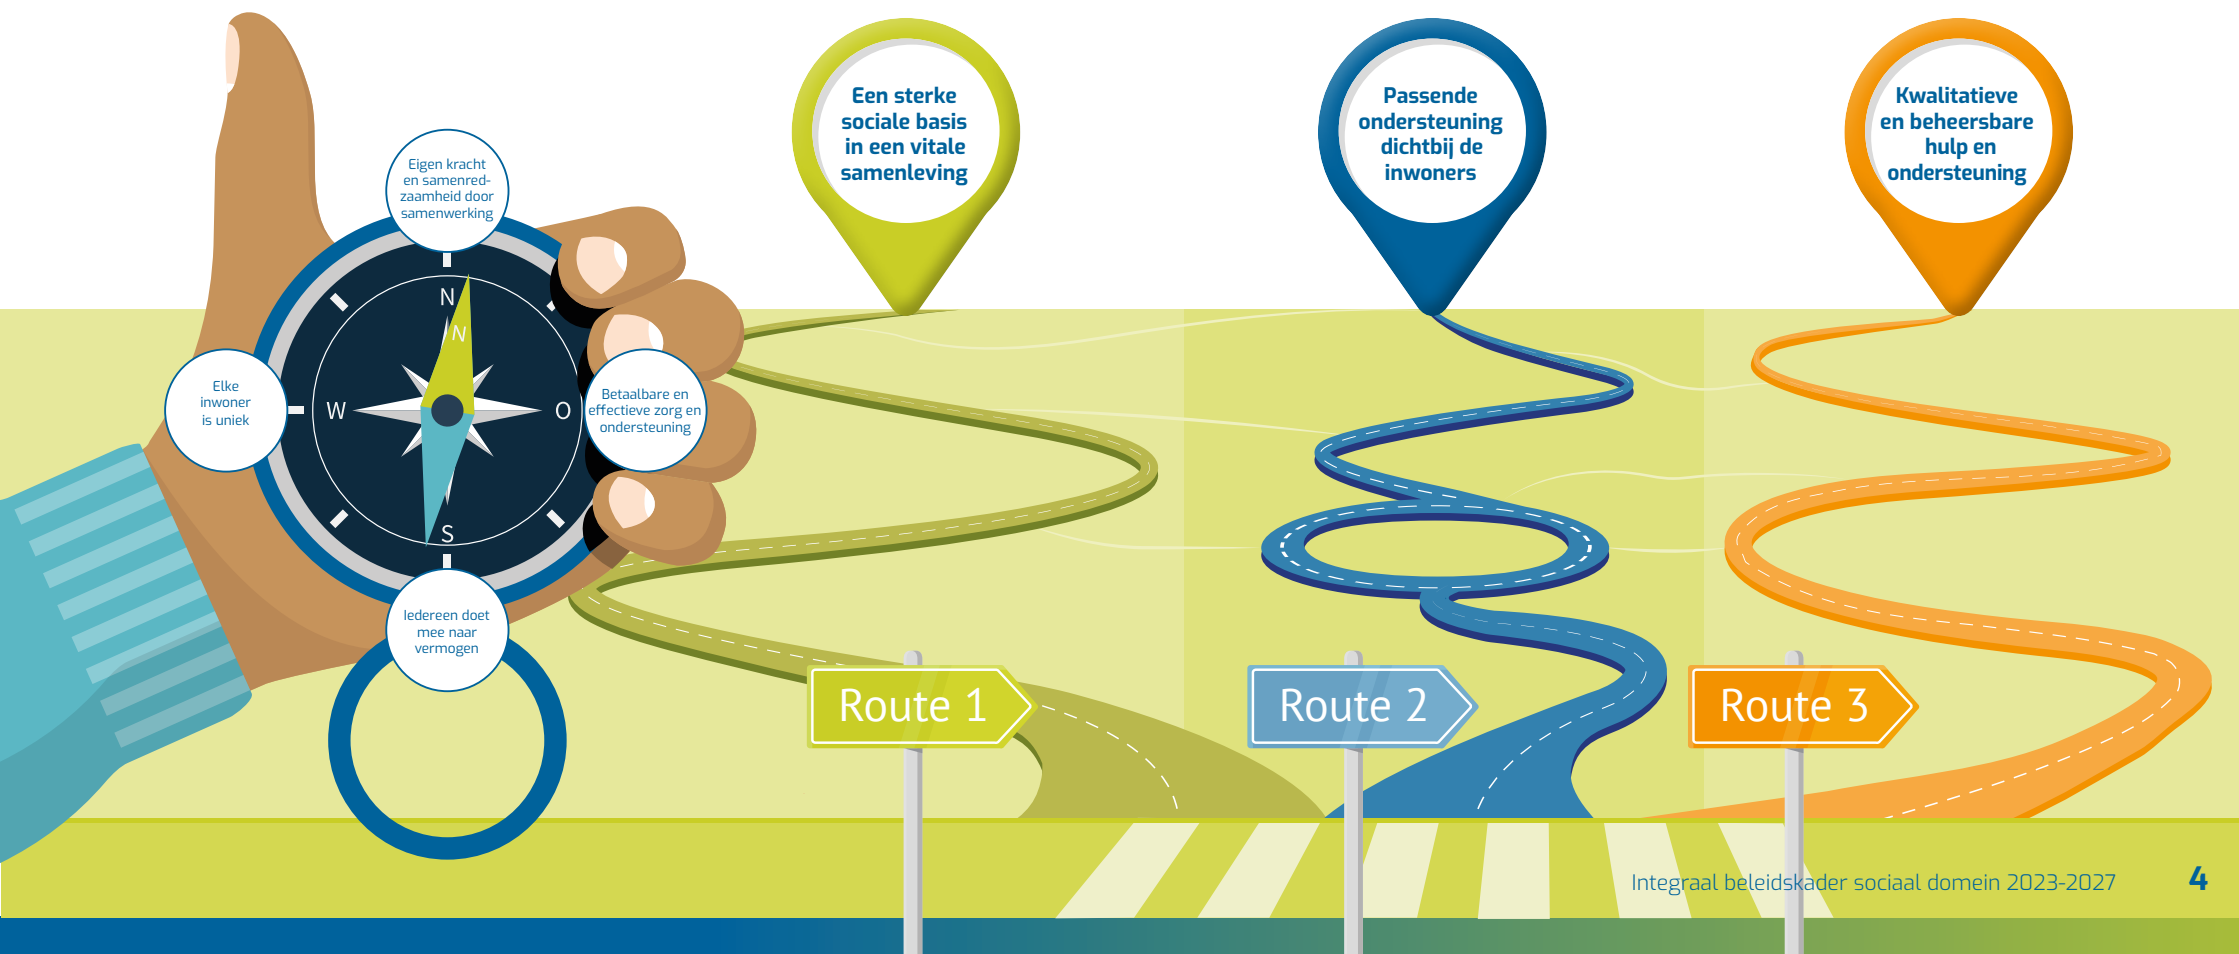 Een sterke
sociale basis
in een vitale
samenleving
Passende
ondersteuning
dichtbij de
inwoners
Kwalitatieve
en beheersbare
hulp en
ondersteuning
Eigen kracht
en samenred-
zaamheid door
samenwerking
N
N
Elke
inwoner
is uniek
W
O
Betaalbare en
effectieve zorg en
ondersteuning
S
Iedereen doet
mee naar
vermogen
Route 1
Route 2
Route 3
Integraal beleidskader sociaal domein 2023-2027
4